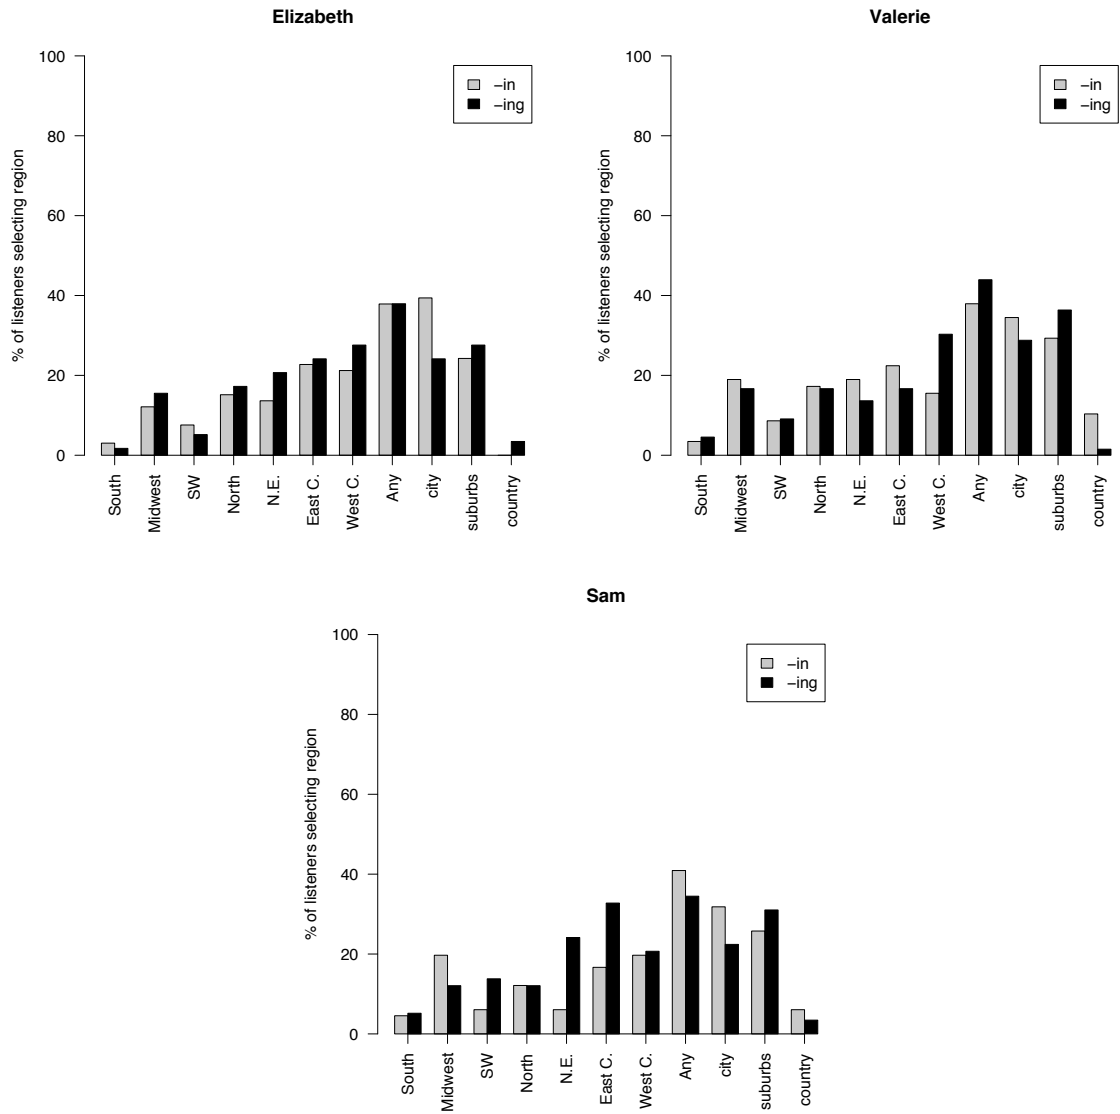 Elizabeth
% of listeners selecting region
100
80
60
40
20
0
−in
−ing
South
Midwest
SW
North
N.E.
East C.
West C.
Any
city
suburbs
country
Valerie
% of listeners selecting region
100
80
60
40
20
0
−in
−ing
South
Midwest
SW
North
N.E.
East C.
West C.
Any
city
suburbs
country
Sam
% of listeners selecting region
100
80
60
40
20
0
−in
−ing
South
Midwest
SW
North
N.E.
East C.
West C.
Any
city
suburbs
country